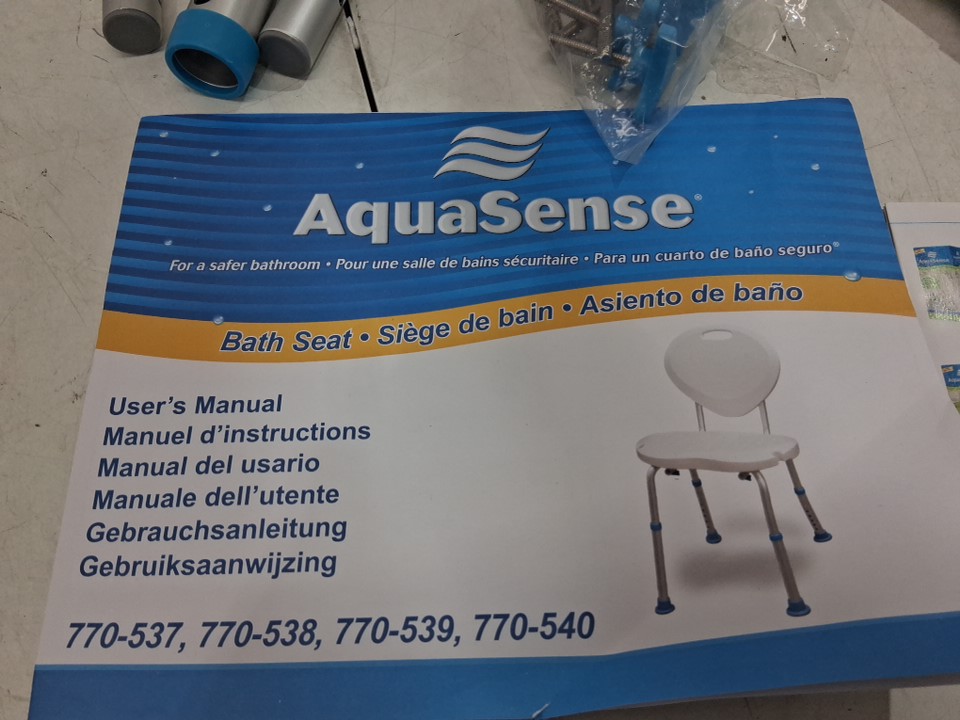 AquaSense®
For a safer bathroom • Pour une salle de bains sécuritaire • Para un cuarto de baño seguro®
Bath Seat • Siège de bain • Asiento de baño
User's Manual
Manuel d'instructions
Manual del usario
Manuale dell'utente
Gebrauchsanleitung
Gebruiksaanwijzing
770-537, 770-538, 770-539, 770-540
AquaSense